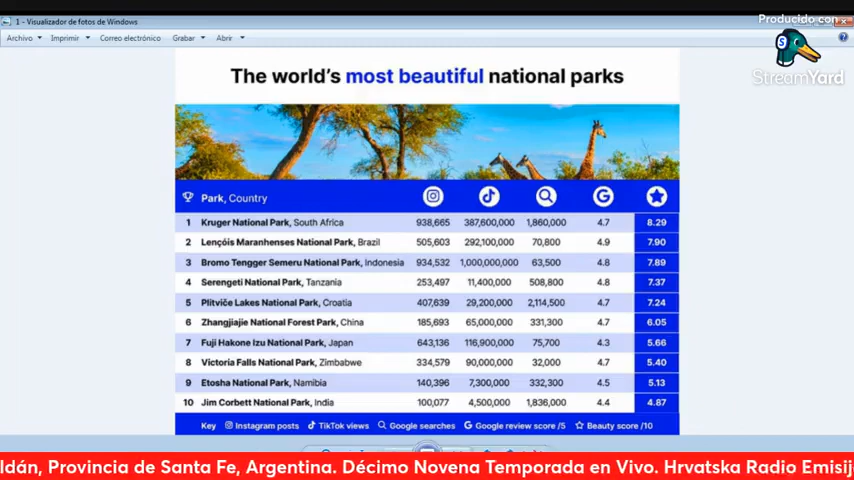 1 - Visualizador de fotos de Windows
Producido con
Archivo Imprimir Correo electrónico Grabar Abrir
StreamYard
The world's most beautiful national parks
Park, Country
1 Kruger National Park, South Africa 938,665 387,600,000 1,860,000 4.7 8.29
2 Lençóis Maranhenses National Park, Brazil 505,603 292,100,000 70,800 4.9 7.90
3 Bromo Tengger Semeru National Park, Indonesia 934,532 1,000,000,000 63,500 4.8 7.89
4 Serengeti National Park, Tanzania 253,497 11,400,000 508,800 4.8 7.37
5 Plitviče Lakes National Park, Croatia 407,639 29,200,000 2,114,500 4.7 7.24
6 Zhangjiajie National Forest Park, China 185,693 65,000,000 331,300 4.7 6.05
7 Fuji Hakone Izu National Park, Japan 643,136 116,900,000 75,700 4.3 5.66
8 Victoria Falls National Park, Zimbabwe 334,579 90,000,000 32,000 4.7 5.40
9 Etosha National Park, Namibia 140,396 7,300,000 332,300 4.5 5.13
10 Jim Corbett National Park, India 100,077 4,500,000 1,836,000 4.4 4.87
Key Instagram posts TikTok views Google searches Google review score /5 Beauty score /10
ldán, Provincia de Santa Fe, Argentina. Décimo Novena Temporada en Vivo. Hrvatska Radio Emisij